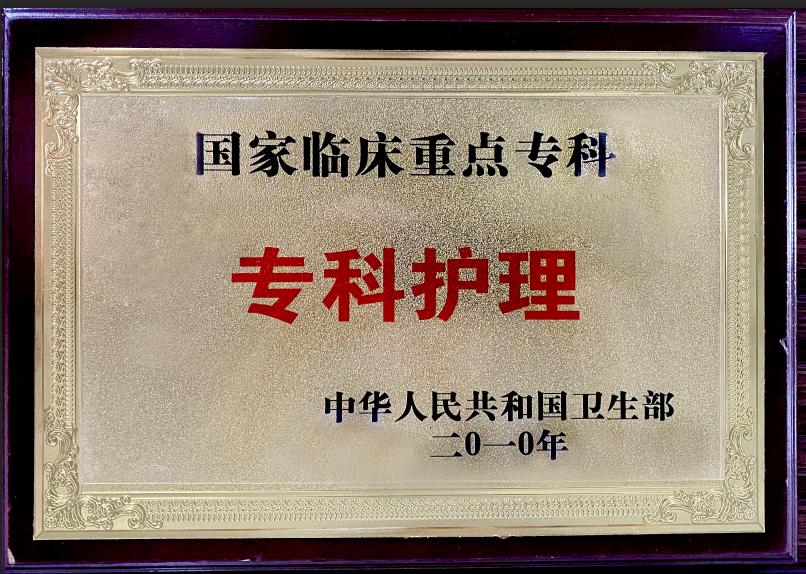 国家临床重点专科
专科护理
中华人民共和国卫生部
二0一0年